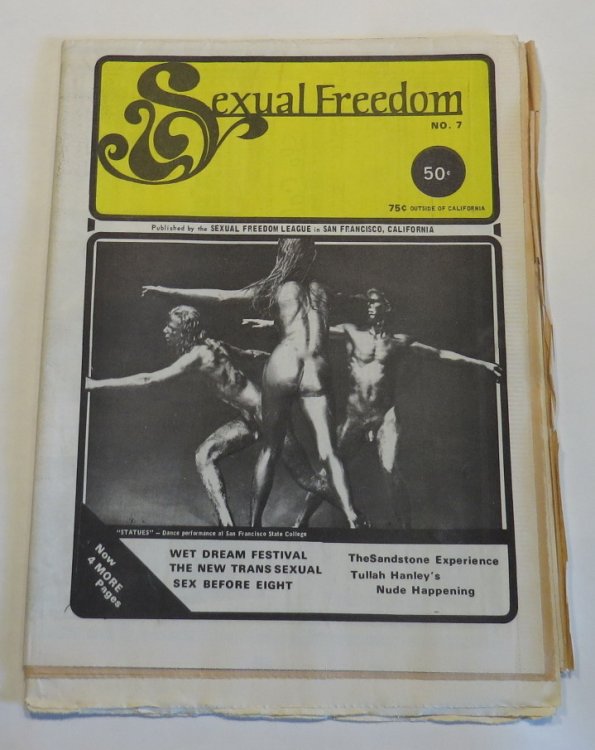 Sexual Freedom
NO. 7
50¢
75¢ OUTSIDE OF CALIFORNIA
Published by the SEXUAL FREEDOM LEAGUE in SAN FRANCISCO, CALIFORNIA
"STATUES" — Dance performance at San Francisco State College
Now
4 MORE
Pages
WET DREAM FESTIVAL
THE NEW TRANSSEXUAL
SEX BEFORE EIGHT
TheSandstone Experience
Tullah Hanley's
Nude Happening